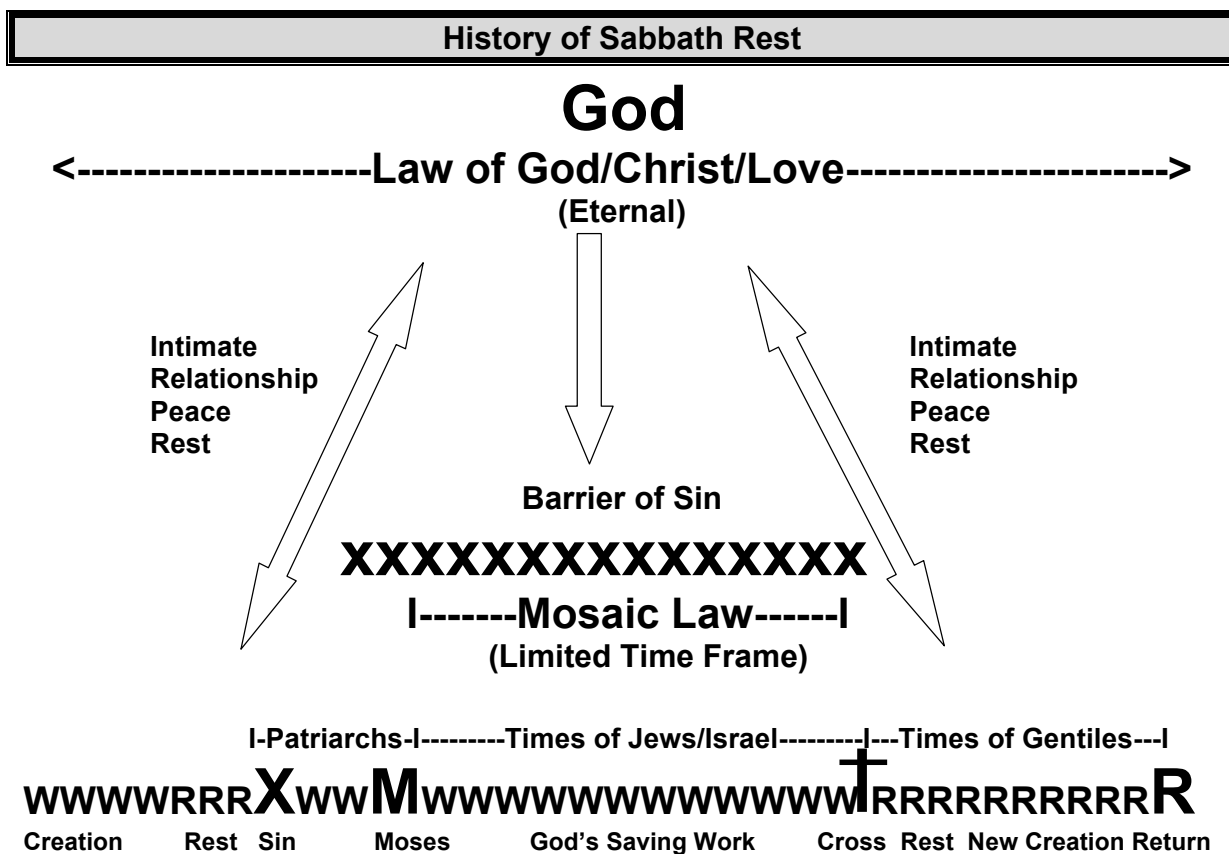 History of Sabbath Rest
God
<--------------------Law of God/Christ/Love----------------------->
(Eternal)
Intimate
Relationship
Peace
Rest
Intimate
Relationship
Peace
Rest
Barrier of Sin
XXXXXXXXXXXXXXX
I-------Mosaic Law------I
(Limited Time Frame)
I-Patriarchs-I---------Times of Jews/Israel---------I---Times of Gentiles---I
WWWWRRRXWWMWWWWWWWWWWWWWW†RRRRRRRRRRRR
Creation Rest Sin Moses God's Saving Work Cross Rest New Creation Return